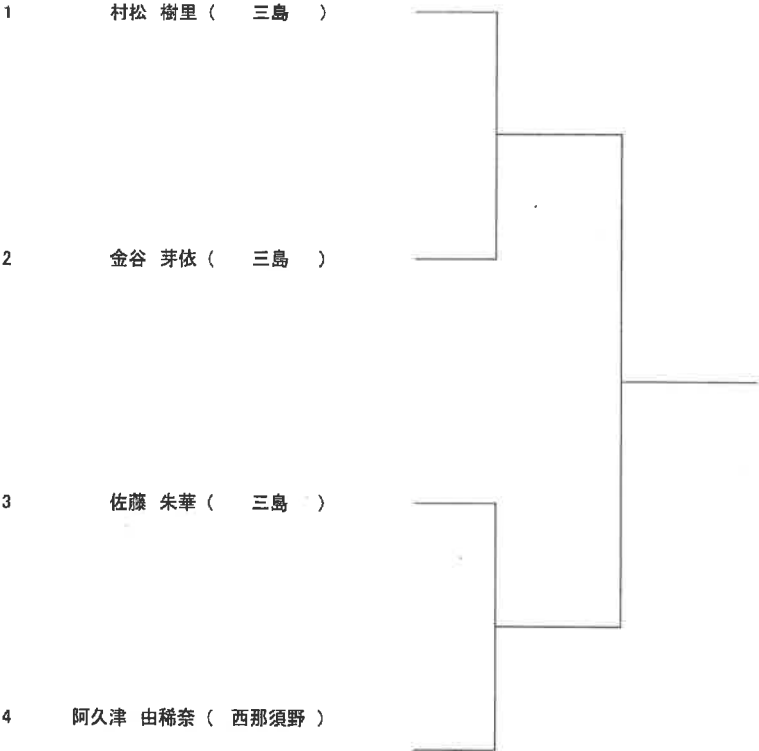 1 村松 樹里 ( 三島 )
2 金谷 芽依 ( 三島 )
3 佐藤 朱華 ( 三島 )
4 阿久津 由稀奈 ( 西那須野 )